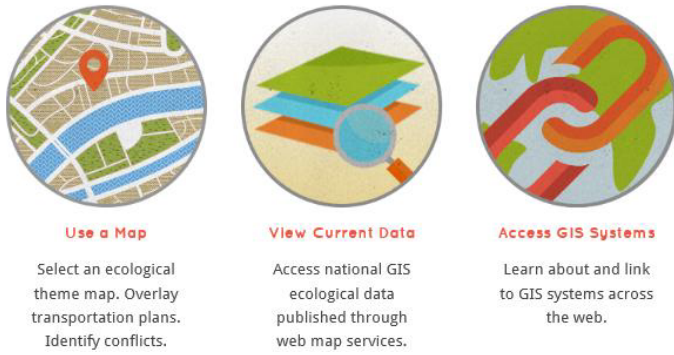 Use a Map
Select an ecological
theme map. Overlay
transportation plans.
Identify conflicts.
View Current Data
Access national GIS
ecological data
published through
web map services.
Access GIS Systems
Learn about and link
to GIS systems across
the web.